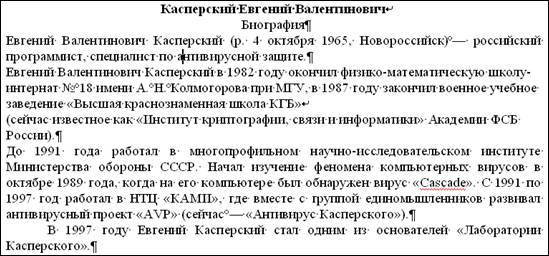 Касперский Евгений Валентинович↵
Биография¶
Евгений Валентинович Касперский (р. 4 октября 1965, Новороссийск) — российский
программист, специалист по антивирусной защите.¶
Евгений Валентинович Касперский в 1982 году окончил физико-математическую школу-
интернат № 18 имени А. Н. Колмогорова при МГУ, в 1987 году закончил военное учебное
заведение «Высшая краснознаменная школа КГБ»↵
(сейчас известное как «Институт криптографии, связи и информатики» Академии ФСБ
России).¶
До 1991 года работал в многопрофильном научно-исследовательском институте
Министерства обороны СССР. Начал изучение феномена компьютерных вирусов в
октябре 1989 года, когда на его компьютере был обнаружен вирус «Cascade». С 1991 по
1997 год работал в НТЦ «КАМИ», где вместе с группой единомышленников развивал
антивирусный проект «AVP» (сейчас — «Антивирус Касперского»).¶
В 1997 году Евгений Касперский стал одним из основателей «Лаборатории
Касперского».¶